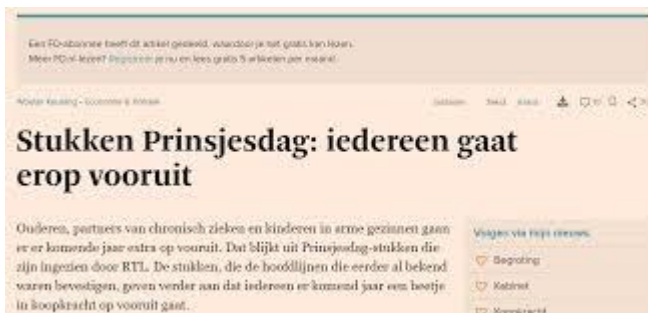 Een FD-abonnee heeft dit artikel gedeeld, waardoor je het gratis kan lezen.
Meer FD.nl lezen? Registreer je nu en lees gratis 5 artikelen per maand.
Economie & Politiek
Stukken Prinsjesdag: iedereen gaat
erop vooruit
Ouderen, partners van chronisch zieken en kinderen in arme gezinnen gaan
er er komende jaar extra op vooruit. Dat blijkt uit Prinsjesdag-stukken die
zijn ingezien door RTL. De stukken, die de hoofdlijnen die eerder al bekend
waren bevestigen, geven verder aan dat iedereen er komend jaar een beetje
in koopkracht op vooruit gaat.
Volgen via mijn nieuws
Begroting
Kabinet
Koopkracht